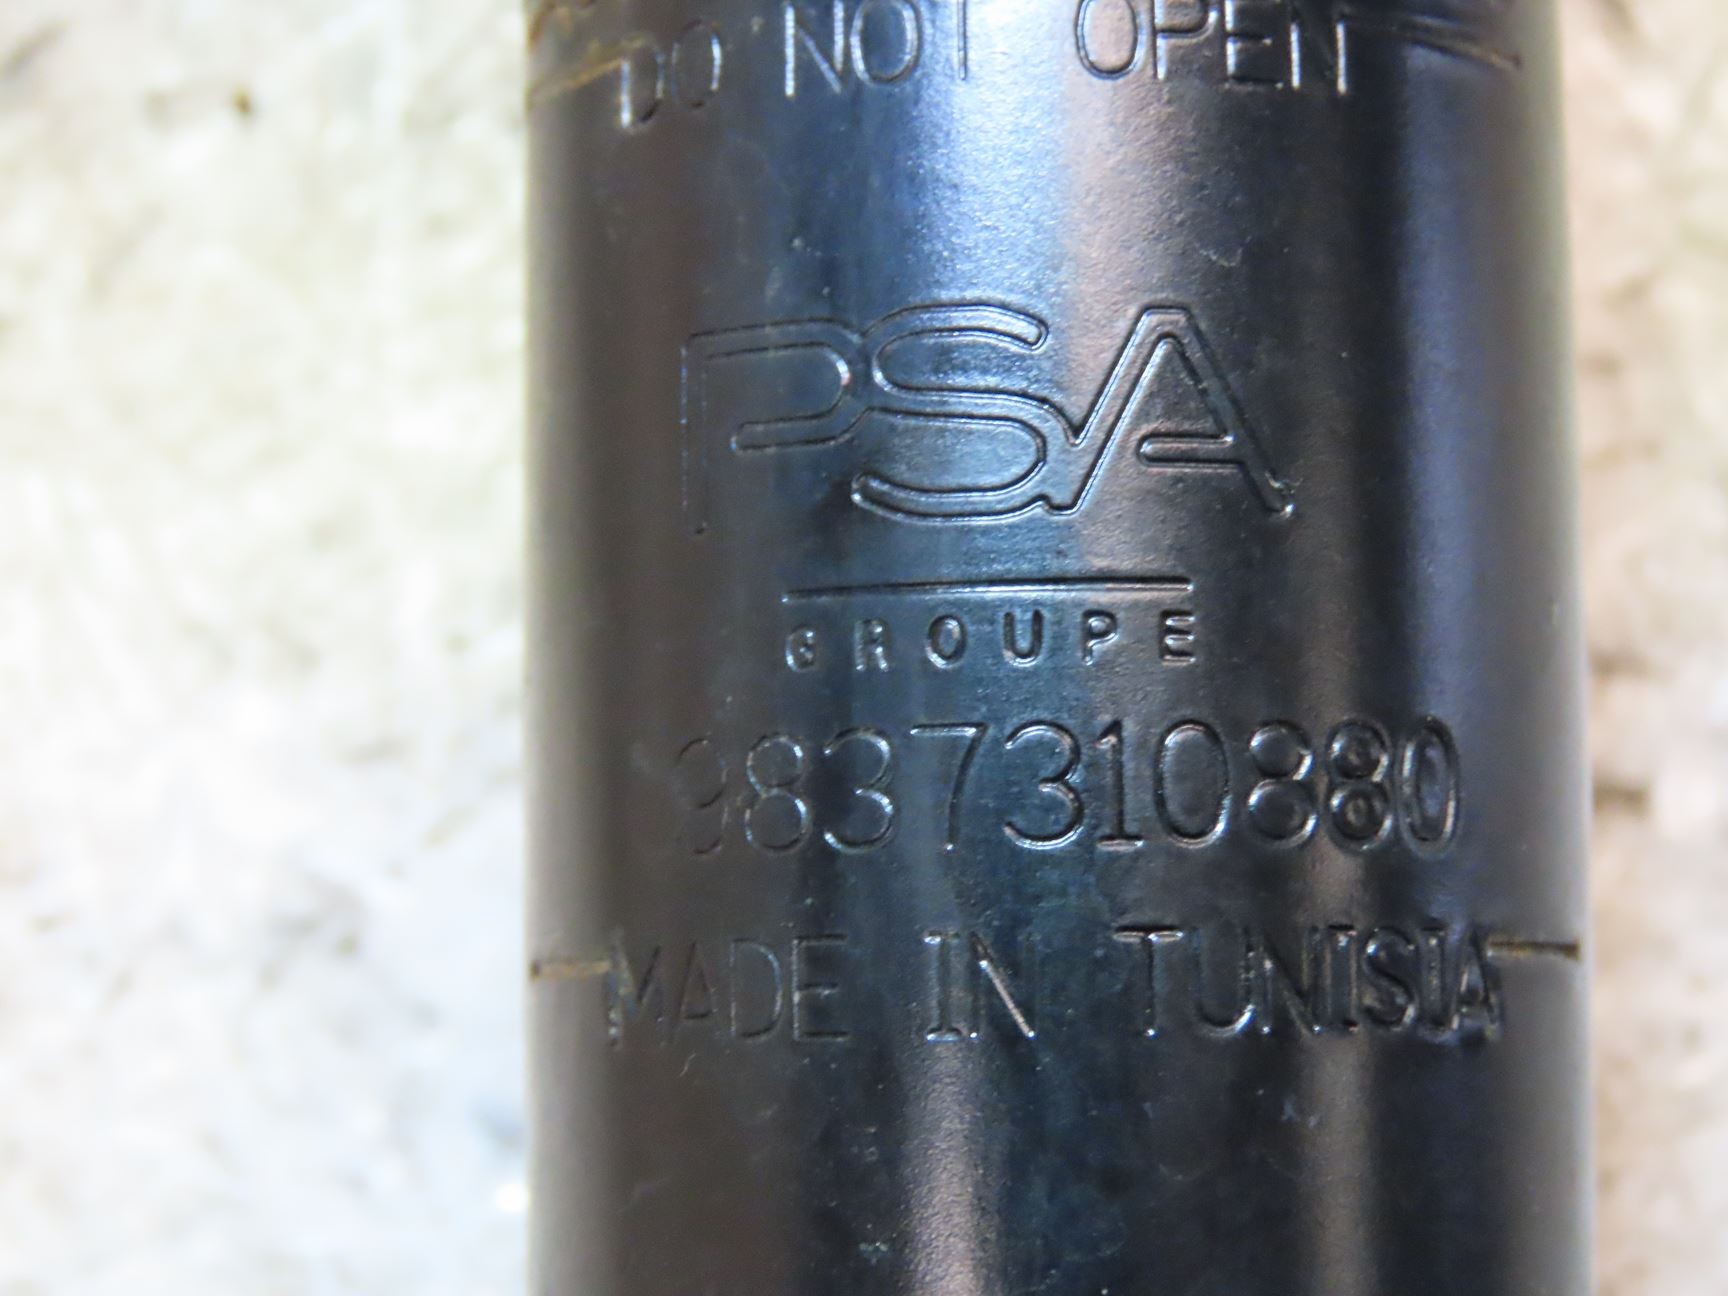 DO NOT OPEN
PSA
GROUPE
9837310880
MADE IN TUNISIA